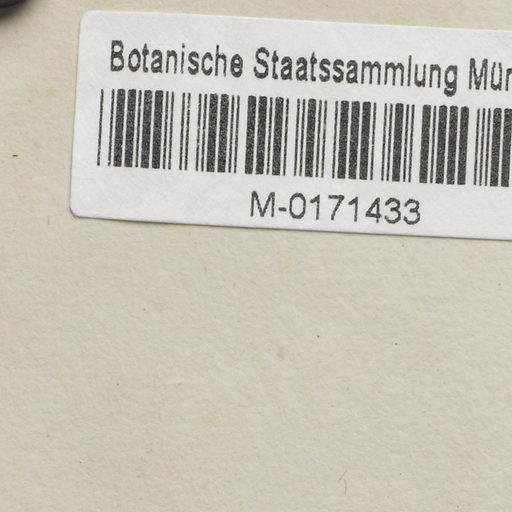 Botanische Staatssammlung Mün
M-0171433